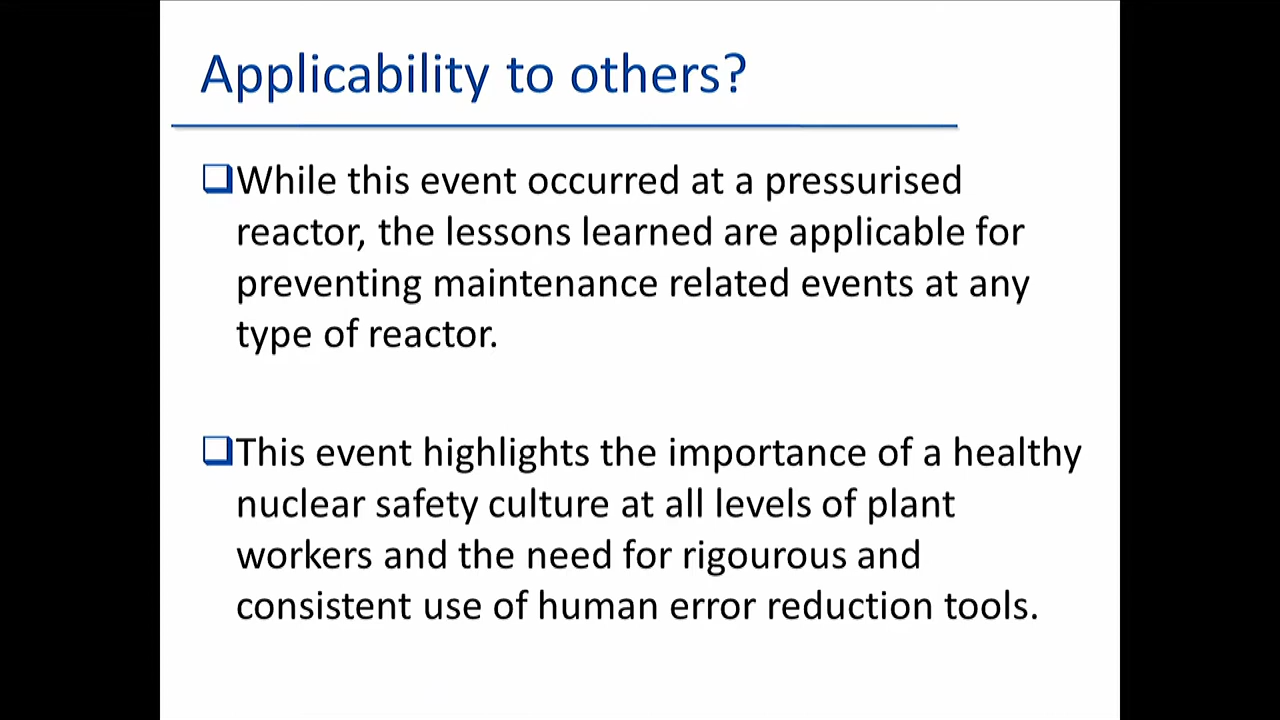 Applicability to others?
While this event occurred at a pressurised
reactor, the lessons learned are applicable for
preventing maintenance related events at any
type of reactor.
This event highlights the importance of a healthy
nuclear safety culture at all levels of plant
workers and the need for rigourous and
consistent use of human error reduction tools.